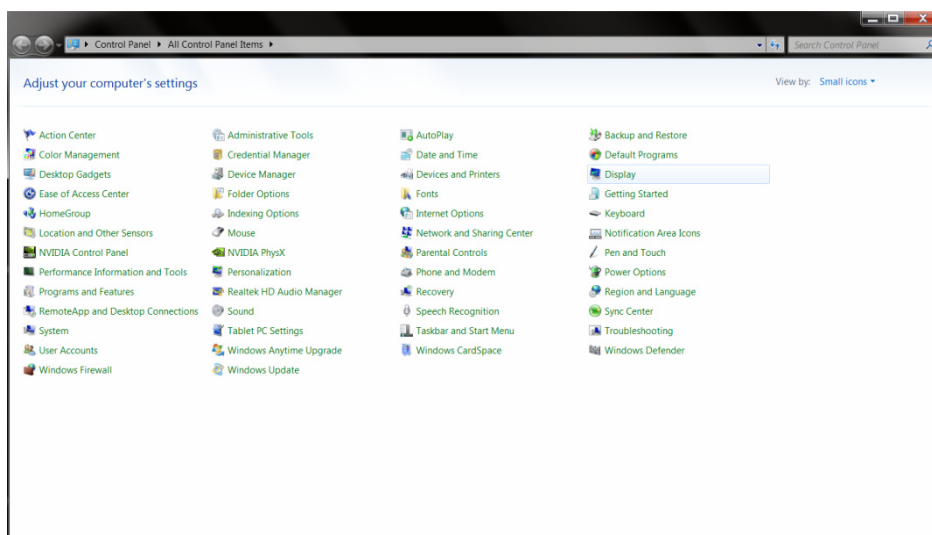 Control Panel All Control Panel Items Search Control Panel
Adjust your computer's settings View by: Small icons
Action Center Administrative Tools AutoPlay Backup and Restore
Color Management Credential Manager Date and Time Default Programs
Desktop Gadgets Device Manager Devices and Printers Display
Ease of Access Center Folder Options Fonts Getting Started
HomeGroup Indexing Options Internet Options Keyboard
Location and Other Sensors Mouse Network and Sharing Center Notification Area Icons
NVIDIA Control Panel NVIDIA PhysX Parental Controls Pen and Touch
Performance Information and Tools Personalization Phone and Modem Power Options
Programs and Features Realtek HD Audio Manager Recovery Region and Language
RemoteApp and Desktop Connections Sound Speech Recognition Sync Center
System Tablet PC Settings Taskbar and Start Menu Troubleshooting
User Accounts Windows Anytime Upgrade Windows CardSpace Windows Defender
Windows Firewall Windows Update